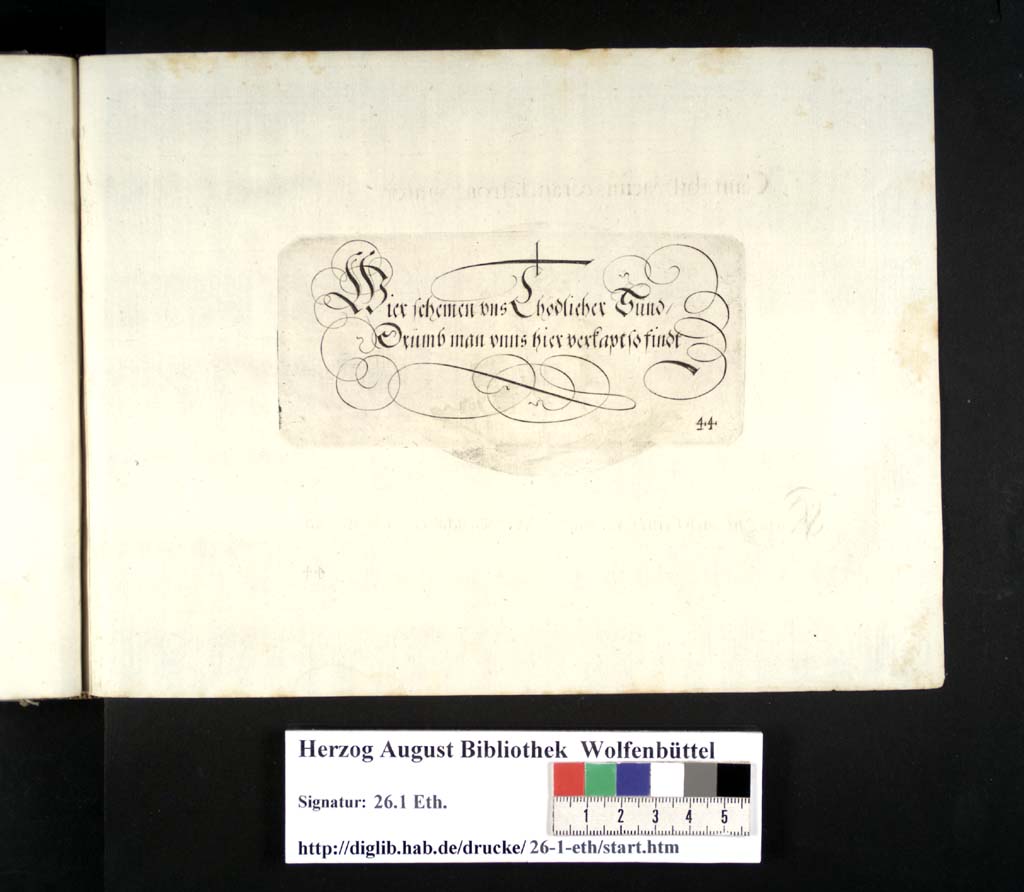 Wier schemen vns Thodlicher Sund/
Drumb man vnns hier verkapt so findt
44.
Herzog August Bibliothek Wolfenbüttel
Signatur: 26.1 Eth.
1 2 3 4 5
http://diglib.hab.de/drucke/26-1-eth/start.htm